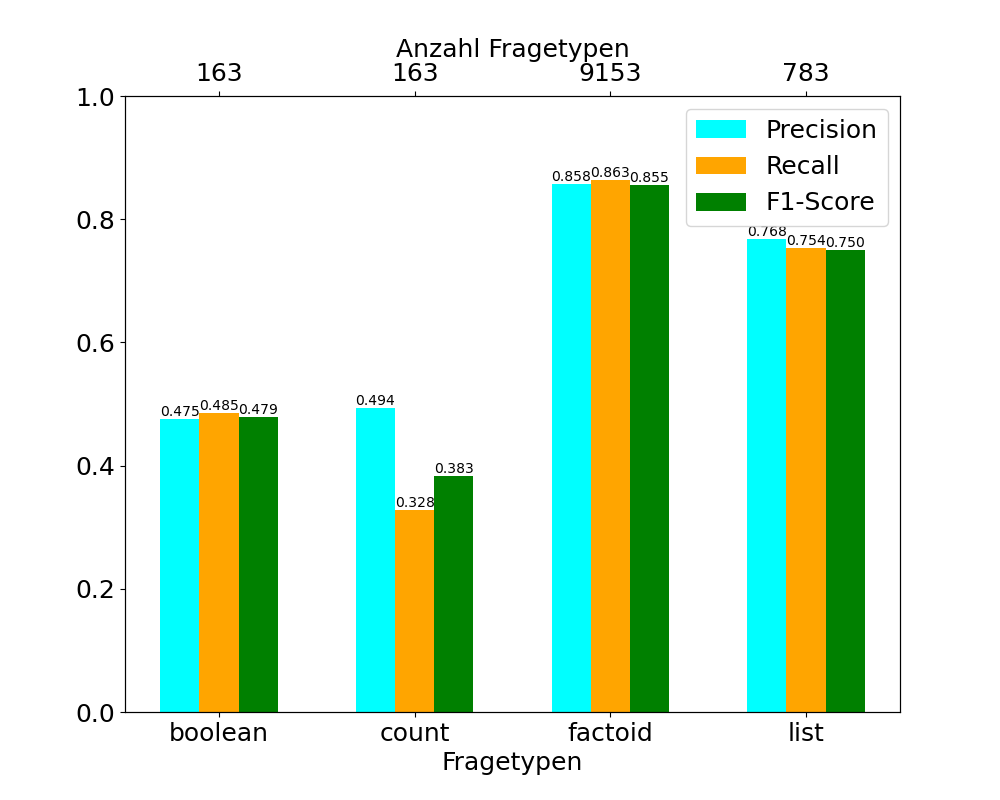 Anzahl Fragetypen
163 163 9153 783
1.0
Precision
Recall
F1-Score
0.858 0.863 0.855
0.8
0.768 0.754 0.750
0.6
0.475 0.485 0.479
0.494 0.328 0.383
0.4
0.2
0.0
boolean count factoid list
Fragetypen